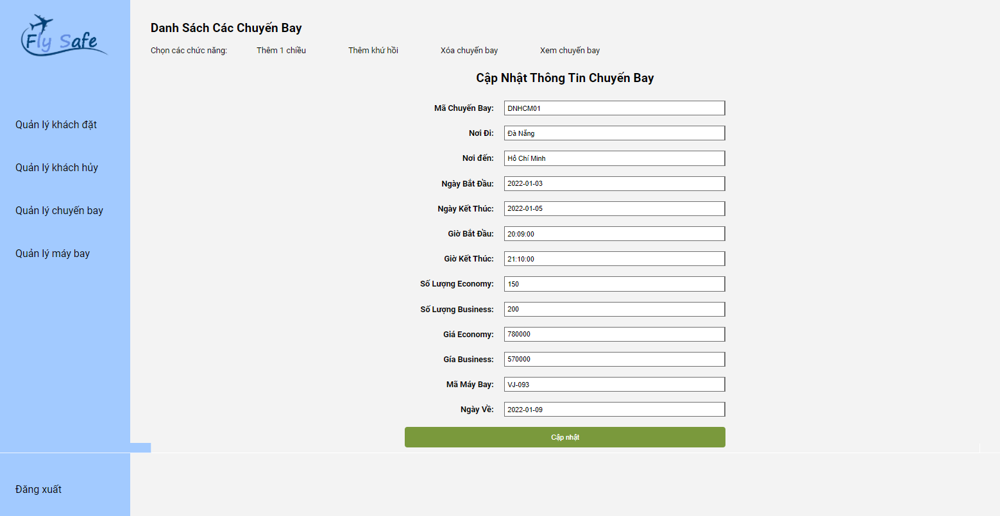 Fly Safe
Quản lý khách đặt
Quản lý khách hủy
Quản lý chuyến bay
Quản lý máy bay
Đăng xuất
Danh Sách Các Chuyến Bay
Chọn các chức năng: Thêm 1 chiều Thêm khứ hồi Xóa chuyến bay Xem chuyến bay
Cập Nhật Thông Tin Chuyến Bay
Mã Chuyến Bay: DNHCM01
Nơi Đi: Đà Nẵng
Nơi đến: Hồ Chí Minh
Ngày Bắt Đầu: 2022-01-03
Ngày Kết Thúc: 2022-01-05
Giờ Bắt Đầu: 20:09:00
Giờ Kết Thúc: 21:10:00
Số Lượng Economy: 150
Số Lượng Business: 200
Giá Economy: 780000
Gía Business: 570000
Mã Máy Bay: VJ-093
Ngày Về: 2022-01-09
Cập nhật